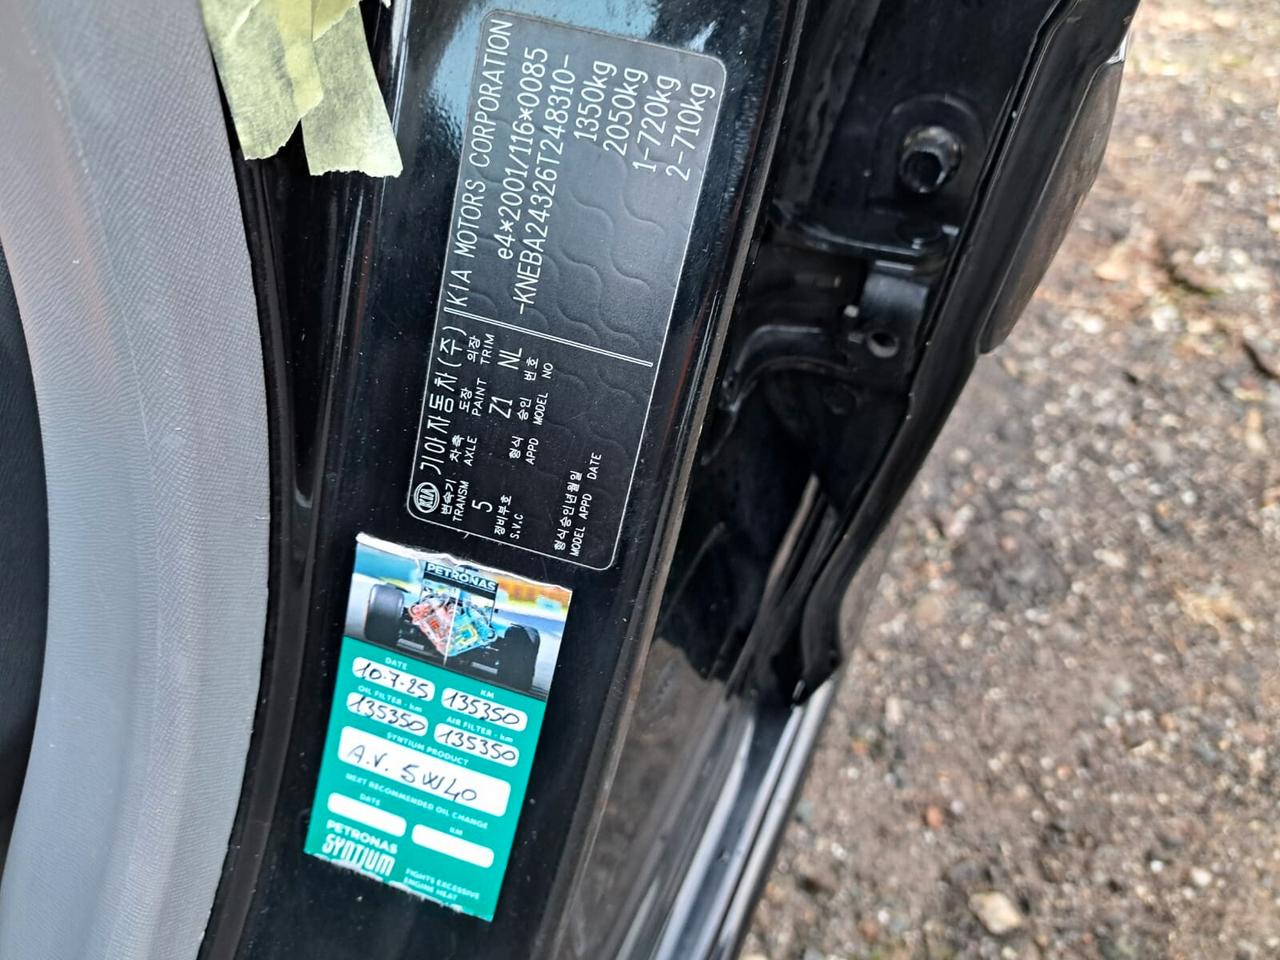 KIA 기아자동차(주) KIA MOTORS CORPORATION
변속기 차축 도장 의장
TRANSM AXLE PAINT TRIM
e4*2001/116*0085
5 Z1 NL
-KNEBA24326T248310-
정비부호 형식 승인 번호
S.V.C APPD MODEL NO
1350kg
2050kg
형식승인년월일
MODEL APPD DATE
1-720kg
2-710kg
PETRONAS
DATE KM
10.7.25 135350
OIL FILTER - km AIR FILTER - km
135350 135350
SYNTIUM PRODUCT
A.V. 5W40
NEXT RECOMMENDED OIL CHANGE
DATE KM
PETRONAS
SYNTIUM
FIGHTS EXCESSIVE
ENGINE HEAT